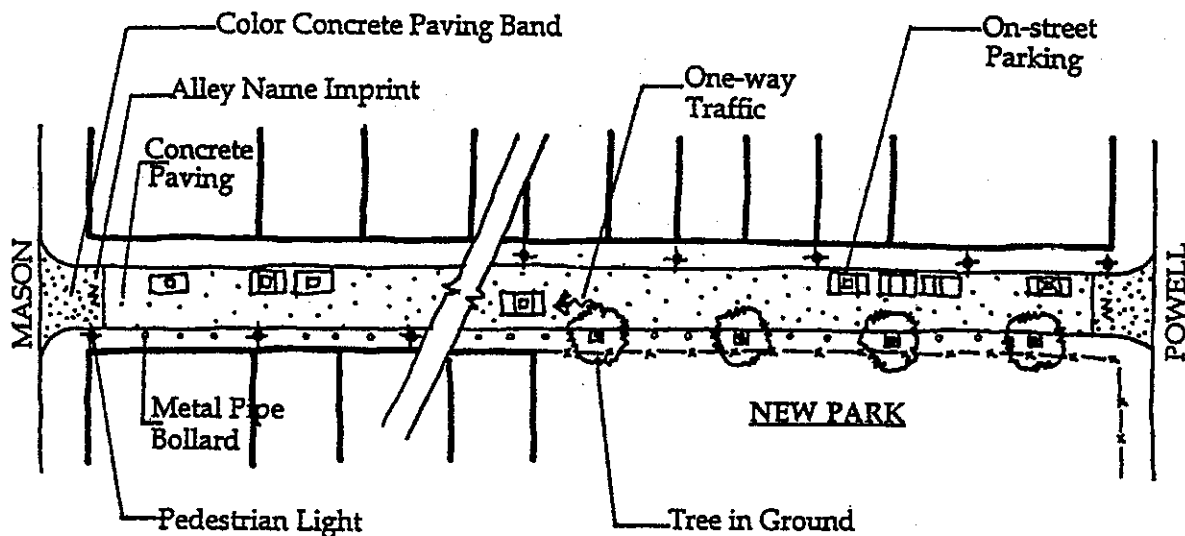 Color Concrete Paving Band
On-street
Parking
Alley Name Imprint
One-way
Traffic
Concrete
Paving
MASON
POWELL
NEW PARK
Metal Pipe
Bollard
Pedestrian Light
Tree in Ground